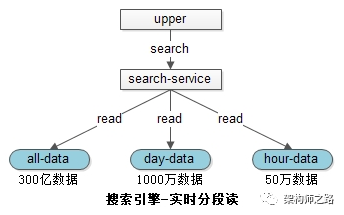 upper
search
search-service
read
read
read
all-data
day-data
hour-data
300亿数据
1000万数据
50万数据
搜索引擎-实时分段读
架构师之路